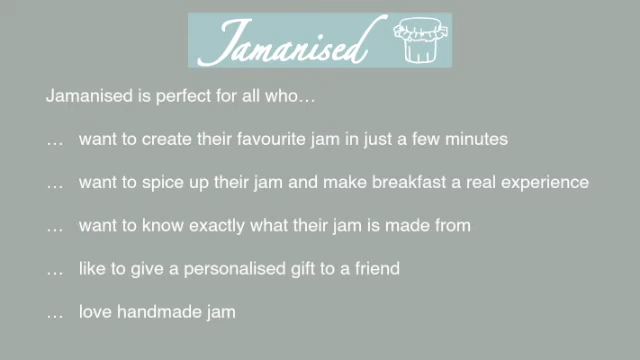 Jamanised
Jamanised is perfect for all who…
… want to create their favourite jam in just a few minutes
… want to spice up their jam and make breakfast a real experience
… want to know exactly what their jam is made from
… like to give a personalised gift to a friend
… love handmade jam